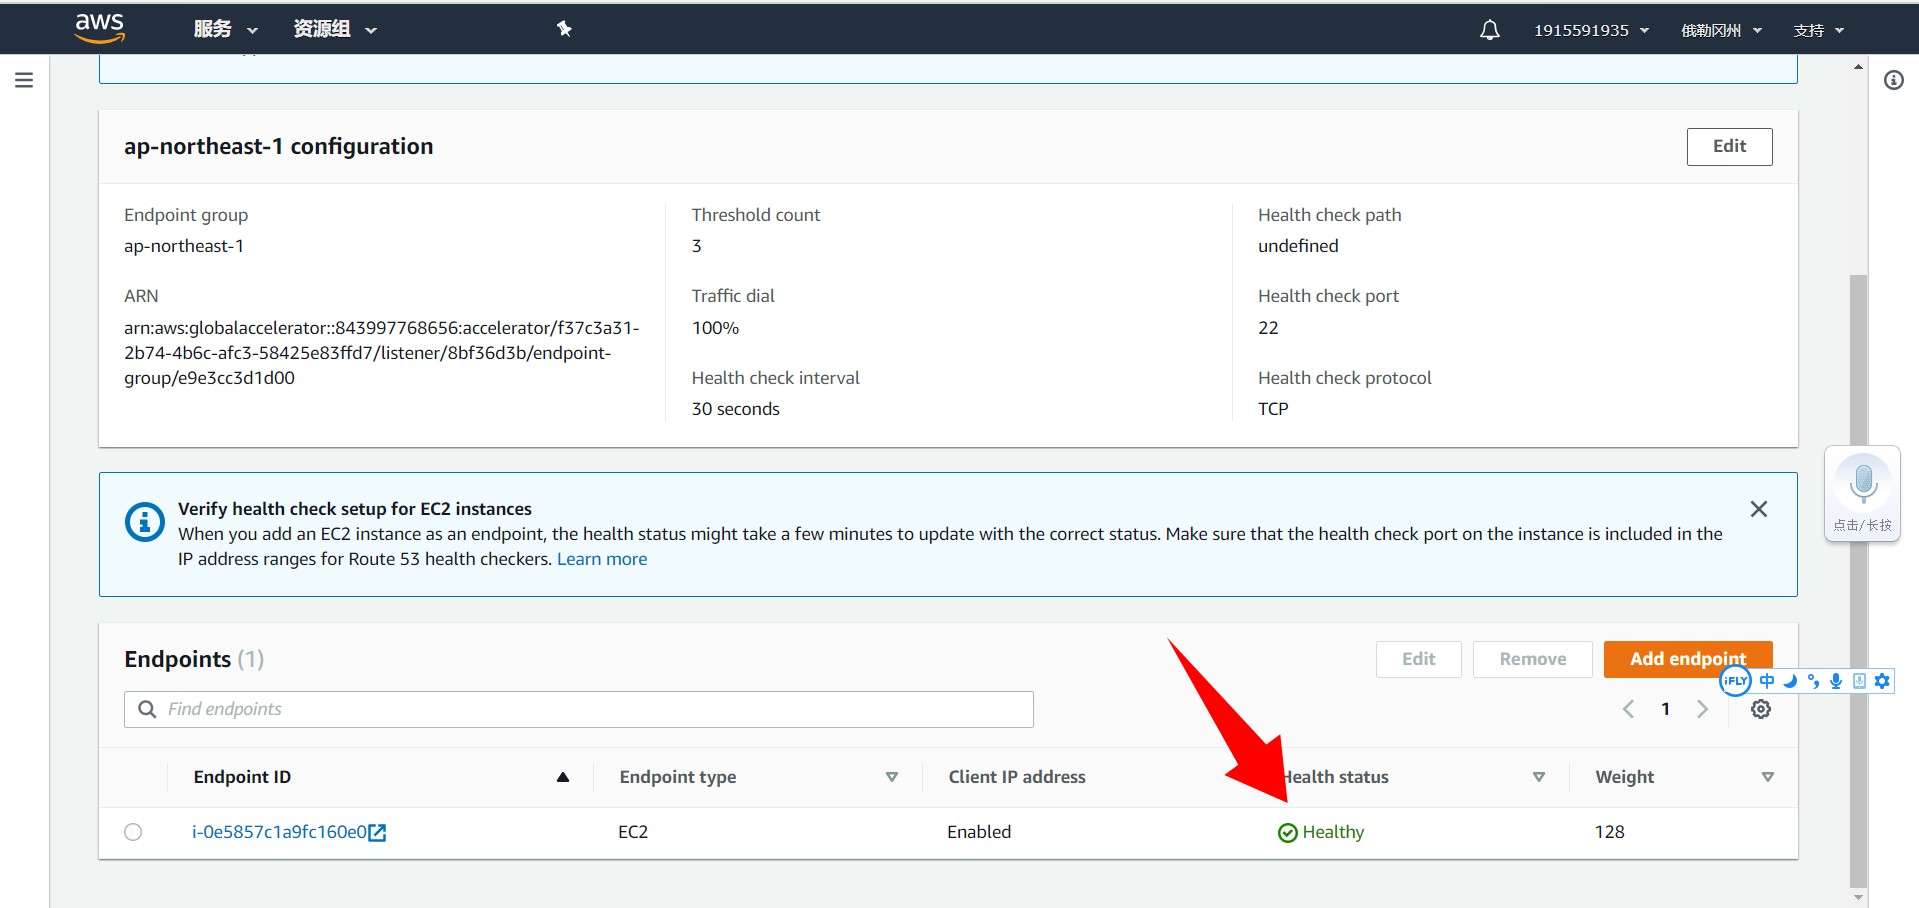 aws 服务 资源组 1915591935 俄勒冈州 支持
ap-northeast-1 configuration
Edit
Endpoint group
ap-northeast-1
ARN
arn:aws:globalaccelerator::843997768656:accelerator/f37c3a31-
2b74-4b6c-afc3-58425e83ffd7/listener/8bf36d3b/endpoint-
group/e9e3cc3d1d00
Threshold count
3
Traffic dial
100%
Health check interval
30 seconds
Health check path
undefined
Health check port
22
Health check protocol
TCP
点击/长按
Verify health check setup for EC2 instances
When you add an EC2 instance as an endpoint, the health status might take a few minutes to update with the correct status. Make sure that the health check port on the instance is included in the
IP address ranges for Route 53 health checkers. Learn more
Endpoints (1)
Edit Remove Add endpoint
iFLY 中
Find endpoints
1
Endpoint ID Endpoint type Client IP address Health status Weight
i-0e5857c1a9fc160e0 EC2 Enabled Healthy 128